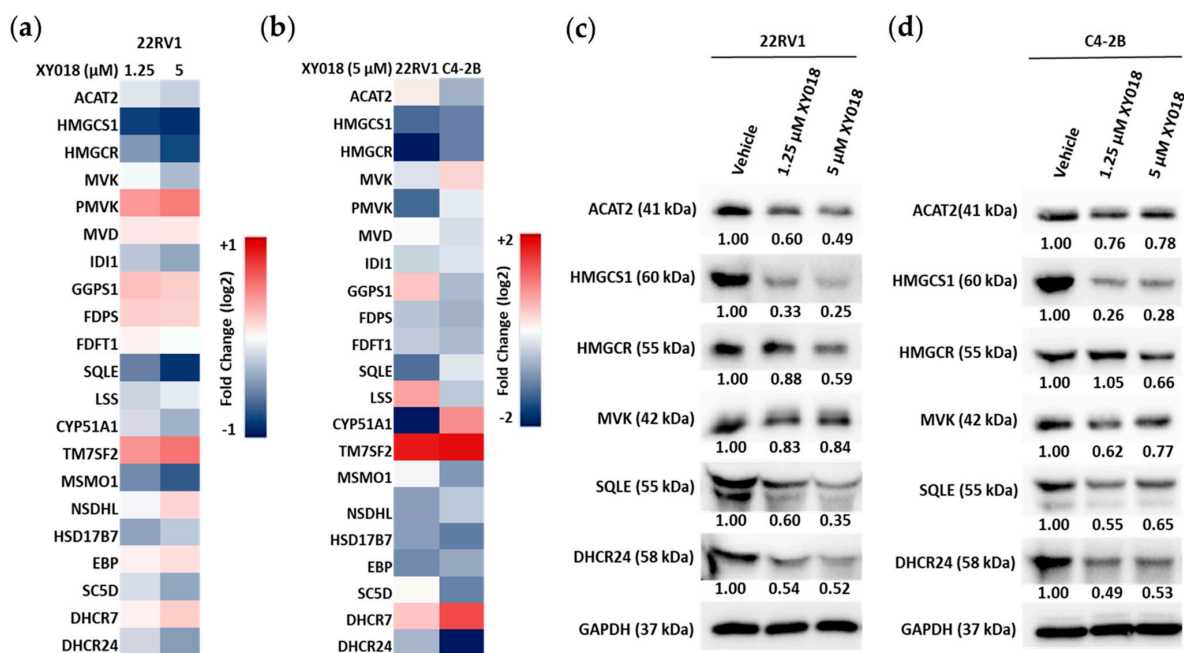 (a)
22RV1
XY018 (µM) 1.25 5
ACAT2
HMGCS1
HMGCR
MVK
PMVK
MVD
IDI1
GGPS1
FDPS
FDFT1
SQLE
LSS
CYP51A1
TM7SF2
MSMO1
NSDHL
HSD17B7
EBP
SC5D
DHCR7
DHCR24
+1
Fold Change (log2)
-1
(b)
XY018 (5 µM) 22RV1 C4-2B
ACAT2
HMGCS1
HMGCR
MVK
PMVK
MVD
IDI1
GGPS1
FDPS
FDFT1
SQLE
LSS
CYP51A1
TM7SF2
MSMO1
NSDHL
HSD17B7
EBP
SC5D
DHCR7
DHCR24
+2
Fold Change (log2)
-2
(c)
22RV1
Vehicle
1.25 µM XY018
5 µM XY018
ACAT2 (41 kDa)
1.00 0.60 0.49
HMGCS1 (60 kDa)
1.00 0.33 0.25
HMGCR (55 kDa)
1.00 0.88 0.59
MVK (42 kDa)
1.00 0.83 0.84
SQLE (55 kDa)
1.00 0.60 0.35
DHCR24 (58 kDa)
1.00 0.54 0.52
GAPDH (37 kDa)
(d)
C4-2B
Vehicle
1.25 µM XY018
5 µM XY018
ACAT2(41 kDa)
1.00 0.76 0.78
HMGCS1 (60 kDa)
1.00 0.26 0.28
HMGCR (55 kDa)
1.00 1.05 0.66
MVK (42 kDa)
1.00 0.62 0.77
SQLE (55 kDa)
1.00 0.55 0.65
DHCR24 (58 kDa)
1.00 0.49 0.53
GAPDH (37 kDa)